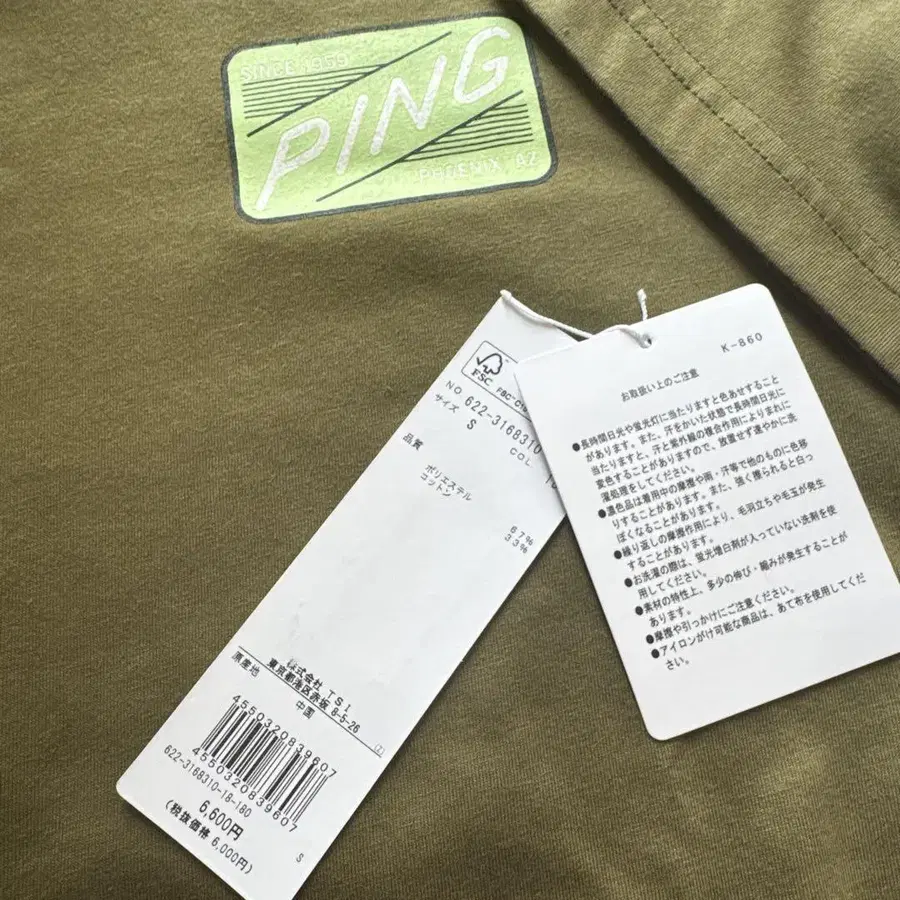 SINCE 1959
PING
PHOENIX, AZ
FSC
NO 622-3168310
サイズ S COL
品質
ポリエステル 67%
コットン 33%
株式会社 TSI
東京都港区赤坂 8-5-26
原産地 中国
4550320839607
4550320839607
622-3168310-18-180
6,600円
(税抜価格 6,000円)
S
K-860
お取扱い上のご注意
●長時間日光や蛍光灯に当たりますと色あせすること
があります。また、汗をかいた状態で長時間日光に
当たりますと、汗と紫外線の複合作用によりまれに
変色することがありますので、放置せず速やかに洗
濯処理をしてください。
●濃色品は着用中の摩擦や雨・汗等で他のものに色移
りすることがあります。また、強く擦られると白っ
ぽくなることがあります。
●繰り返しの摩擦作用により、毛羽立ちや毛玉が発生
することがあります。
●お洗濯の際は、蛍光増白剤が入っていない洗剤を使
用してください。
●素材の特性上、多少の伸び・縮みが発生することが
あります。
●摩擦や引っかけにご注意ください。
●アイロンがけ可能な商品は、あて布を使用してくだ
さい。